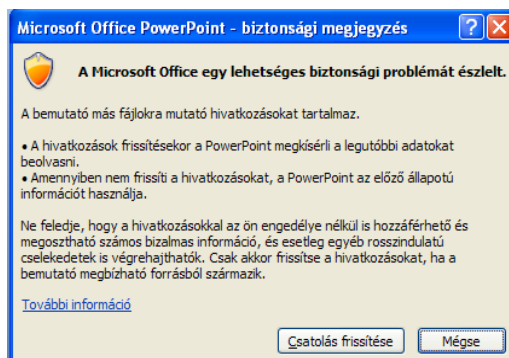 Microsoft Office PowerPoint - biztonsági megjegyzés
A Microsoft Office egy lehetséges biztonsági problémát észlelt.
A bemutató más fájlokra mutató hivatkozásokat tartalmaz.
• A hivatkozások frissítésekor a PowerPoint megkísérli a legutóbbi adatokat
beolvasni.
• Amennyiben nem frissíti a hivatkozásokat, a PowerPoint az előző állapotú
információt használja.
Ne feledje, hogy a hivatkozásokkal az ön engedélye nélkül is hozzáférhető és
megosztható számos bizalmas információ, és esetleg egyéb rosszindulatú
cselekedetek is végrehajthatók. Csak akkor frissítse a hivatkozásokat, ha a
bemutató megbízható forrásból származik.
További információ
Csatolás frissítése Mégse